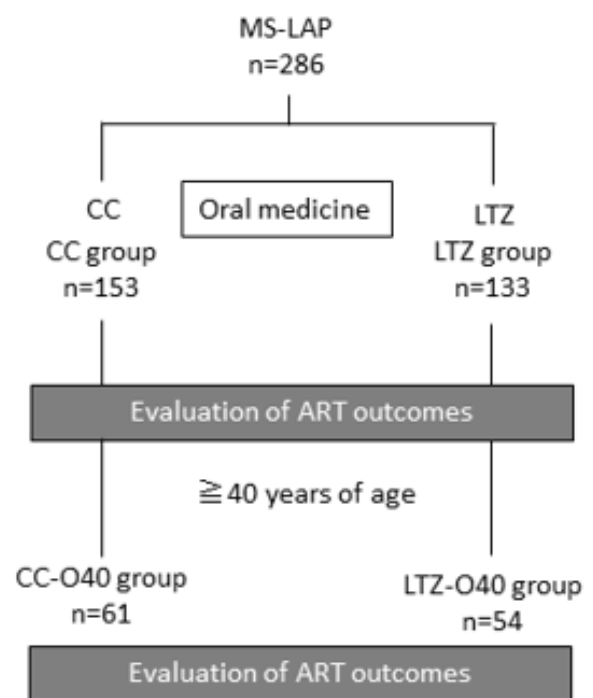 MS-LAP
n=286
CC
CC group
n=153
Oral medicine
LTZ
LTZ group
n=133
Evaluation of ART outcomes
≧40 years of age
CC-O40 group
n=61
LTZ-O40 group
n=54
Evaluation of ART outcomes